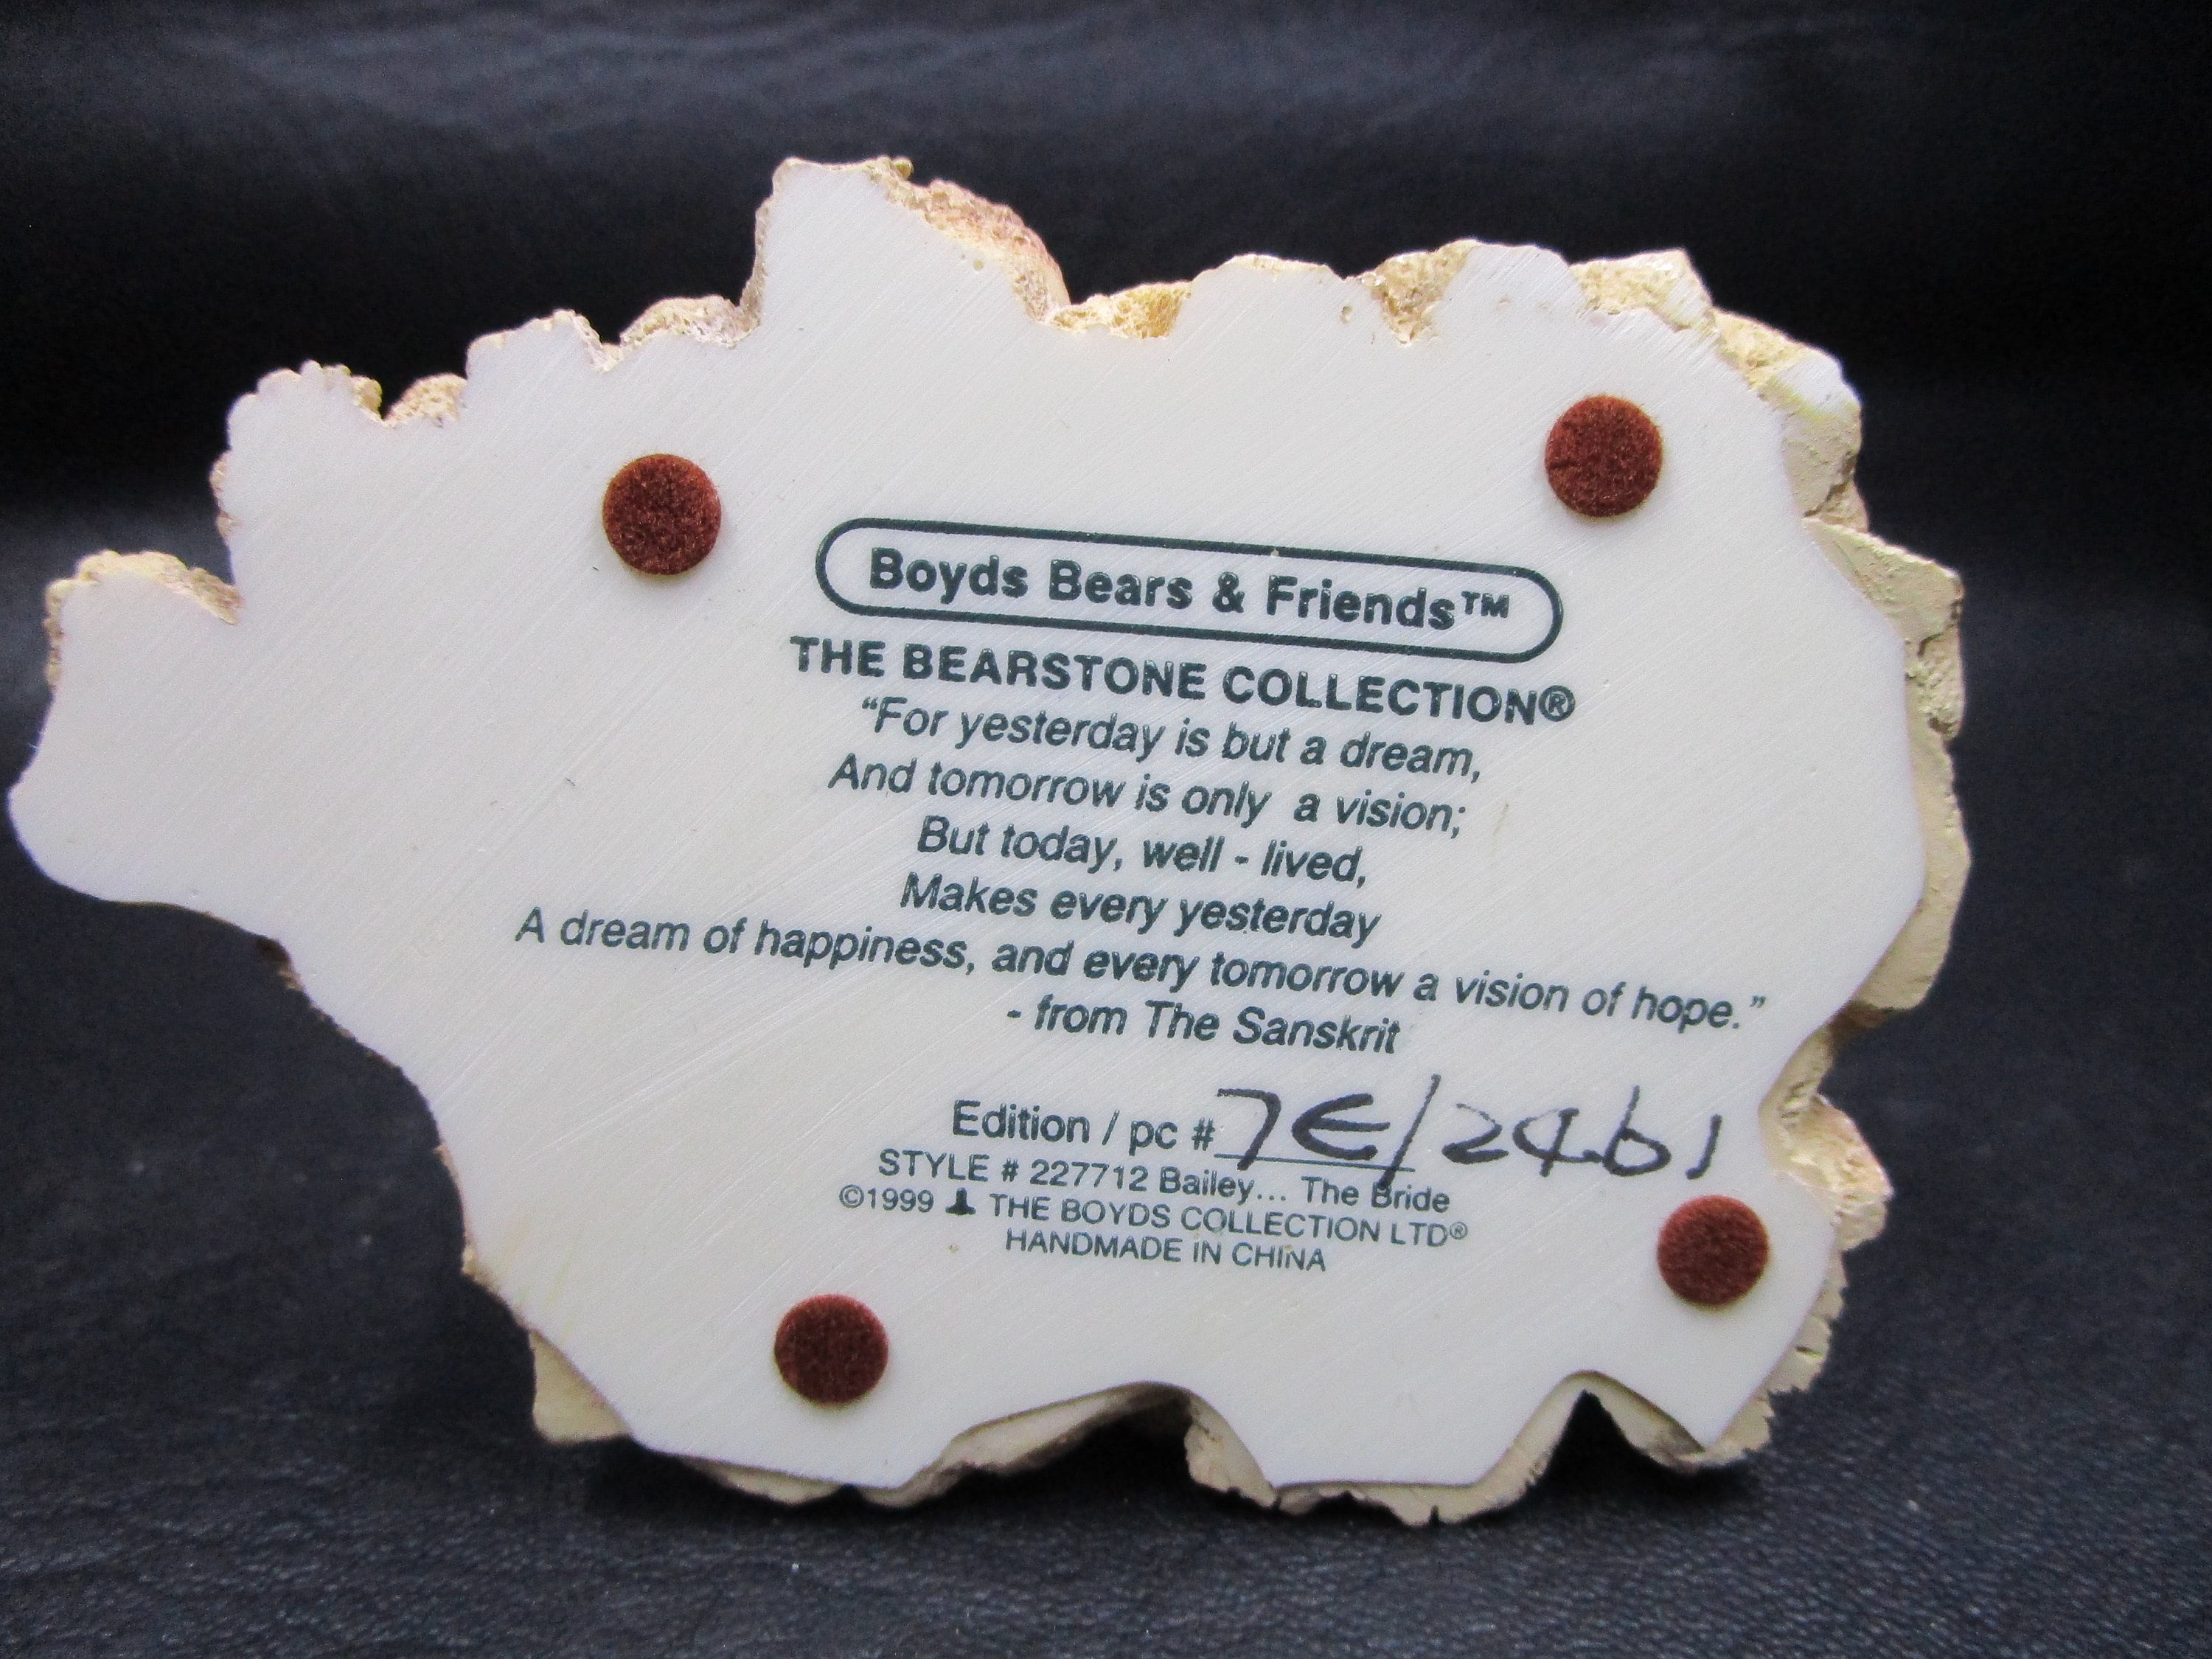 Boyds Bears & Friends™
THE BEARSTONE COLLECTION®
“For yesterday is but a dream,
And tomorrow is only a vision;
But today, well - lived,
Makes every yesterday
A dream of happiness, and every tomorrow a vision of hope.”
- from The Sanskrit
Edition / pc # 7E/2461
STYLE # 227712 Bailey... The Bride
©1999 THE BOYDS COLLECTION LTD®
HANDMADE IN CHINA